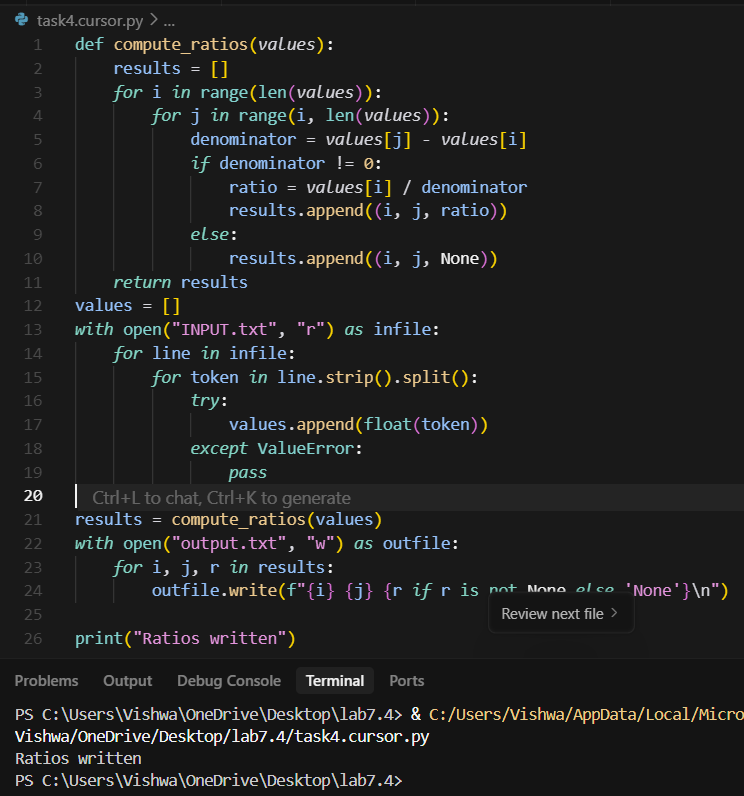 task4.cursor.py > ...
1 def compute_ratios(values):
2     results = []
3     for i in range(len(values)):
4         for j in range(i, len(values)):
5             denominator = values[j] - values[i]
6             if denominator != 0:
7                 ratio = values[i] / denominator
8                 results.append((i, j, ratio))
9             else:
10                 results.append((i, j, None))
11     return results
12 values = []
13 with open("INPUT.txt", "r") as infile:
14     for line in infile:
15         for token in line.strip().split():
16             try:
17                 values.append(float(token))
18             except ValueError:
19                 pass
20 Ctrl+L to chat, Ctrl+K to generate
21 results = compute_ratios(values)
22 with open("output.txt", "w") as outfile:
23     for i, j, r in results:
24         outfile.write(f"{i} {j} {r if r is not None else 'None'}\n")
Review next file >
25
26 print("Ratios written")
Problems Output Debug Console Terminal Ports
PS C:\Users\Vishwa\OneDrive\Desktop\lab7.4> & C:/Users/Vishwa/AppData/Local/Micro
Vishwa/OneDrive/Desktop/lab7.4/task4.cursor.py
Ratios written
PS C:\Users\Vishwa\OneDrive\Desktop\lab7.4>